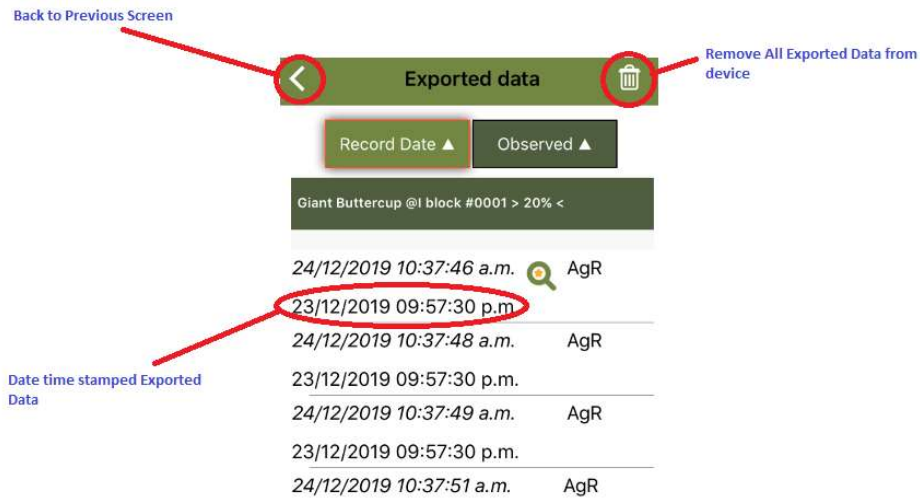 Back to Previous Screen
Remove All Exported Data from
device
Exported data
Record Date ▲
Observed ▲
Giant Buttercup @I block #0001 > 20% <
24/12/2019 10:37:46 a.m. AgR
23/12/2019 09:57:30 p.m
24/12/2019 10:37:48 a.m. AgR
23/12/2019 09:57:30 p.m.
Date time stamped Exported
Data
24/12/2019 10:37:49 a.m. AgR
23/12/2019 09:57:30 p.m.
24/12/2019 10:37:51 a.m. AgR